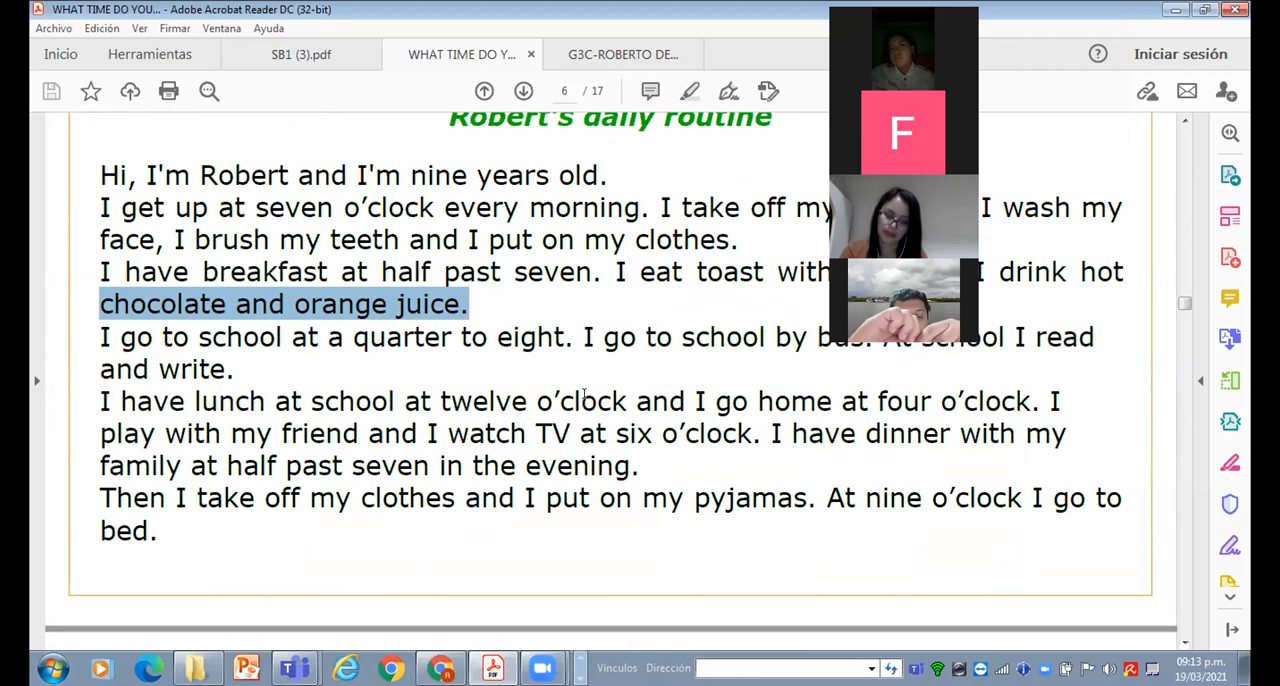 WHAT TIME DO YOU... - Adobe Acrobat Reader DC (32-bit)
Archivo Edición Ver Firmar Ventana Ayuda
Inicio Herramientas SB1 (3).pdf WHAT TIME DO Y... × G3C-ROBERTO DE... Iniciar sesión
6 / 17
Robert's daily routine
F
Hi, I'm Robert and I'm nine years old.
I get up at seven o’clock every morning. I take off my I wash my
face, I brush my teeth and I put on my clothes.
I have breakfast at half past seven. I eat toast with I drink hot
chocolate and orange juice.
I go to school at a quarter to eight. I go to school by bus. At school I read
and write.
I have lunch at school at twelve o’clock and I go home at four o’clock. I
play with my friend and I watch TV at six o’clock. I have dinner with my
family at half past seven in the evening.
Then I take off my clothes and I put on my pyjamas. At nine o’clock I go to
bed.
Vínculos Dirección
09:13 p.m.
19/03/2021